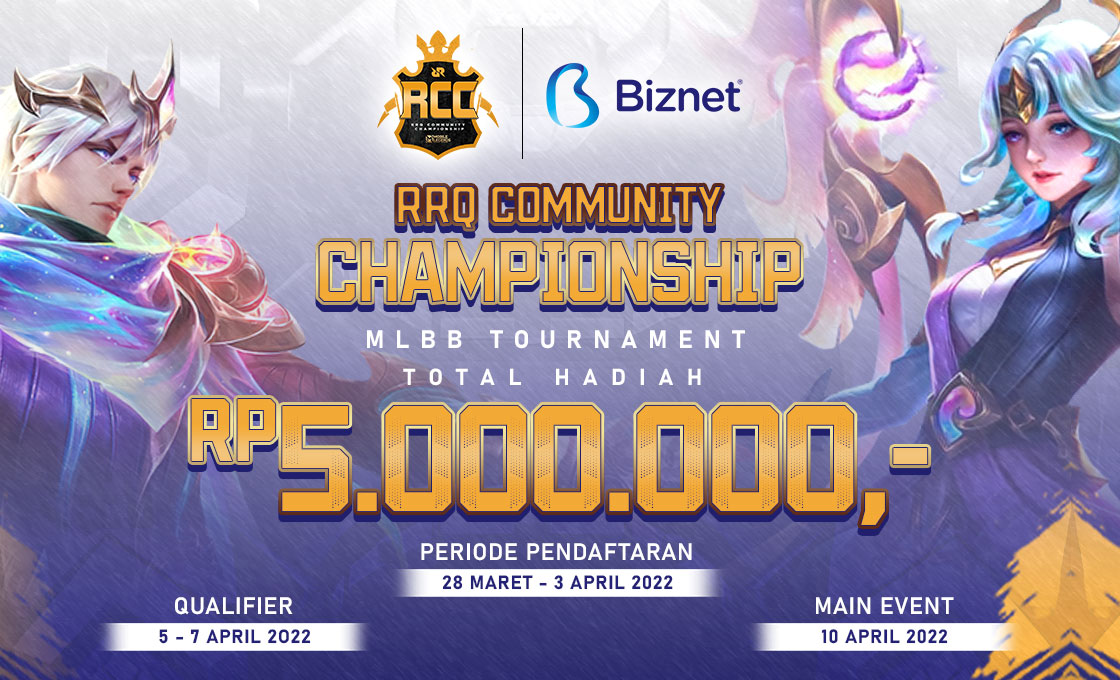 RRQ
RCC
RRQ COMMUNITY
CHAMPIONSHIP
Biznet
RRQ COMMUNITY
CHAMPIONSHIP
MLBB TOURNAMENT
TOTAL HADIAH
RP5.000.000,-
PERIODE PENDAFTARAN
28 MARET - 3 APRIL 2022
QUALIFIER
5 - 7 APRIL 2022
MAIN EVENT
10 APRIL 2022